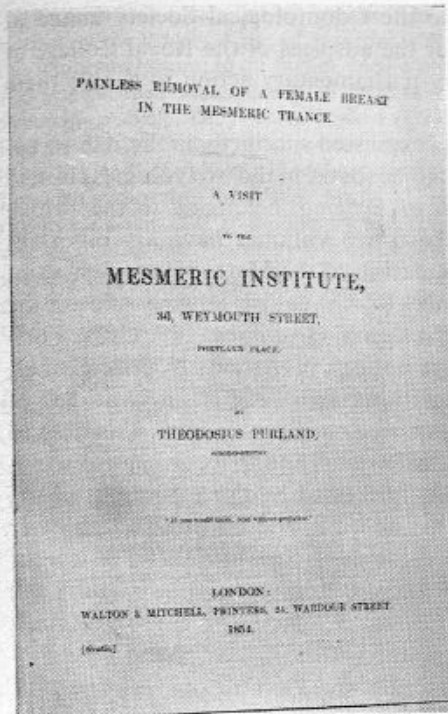 PAINLESS REMOVAL OF A FEMALE BREAST
IN THE MESMERIC TRANCE.
A VISIT
TO THE
MESMERIC INSTITUTE,
36, WEYMOUTH STREET,
PORTLAND PLACE.
BY
THEODOSIUS PURLAND,
LONDON:
WALTON & MITCHELL, PRINTERS, 24, WARDOUR STREET.
1854.
[Gratis.]